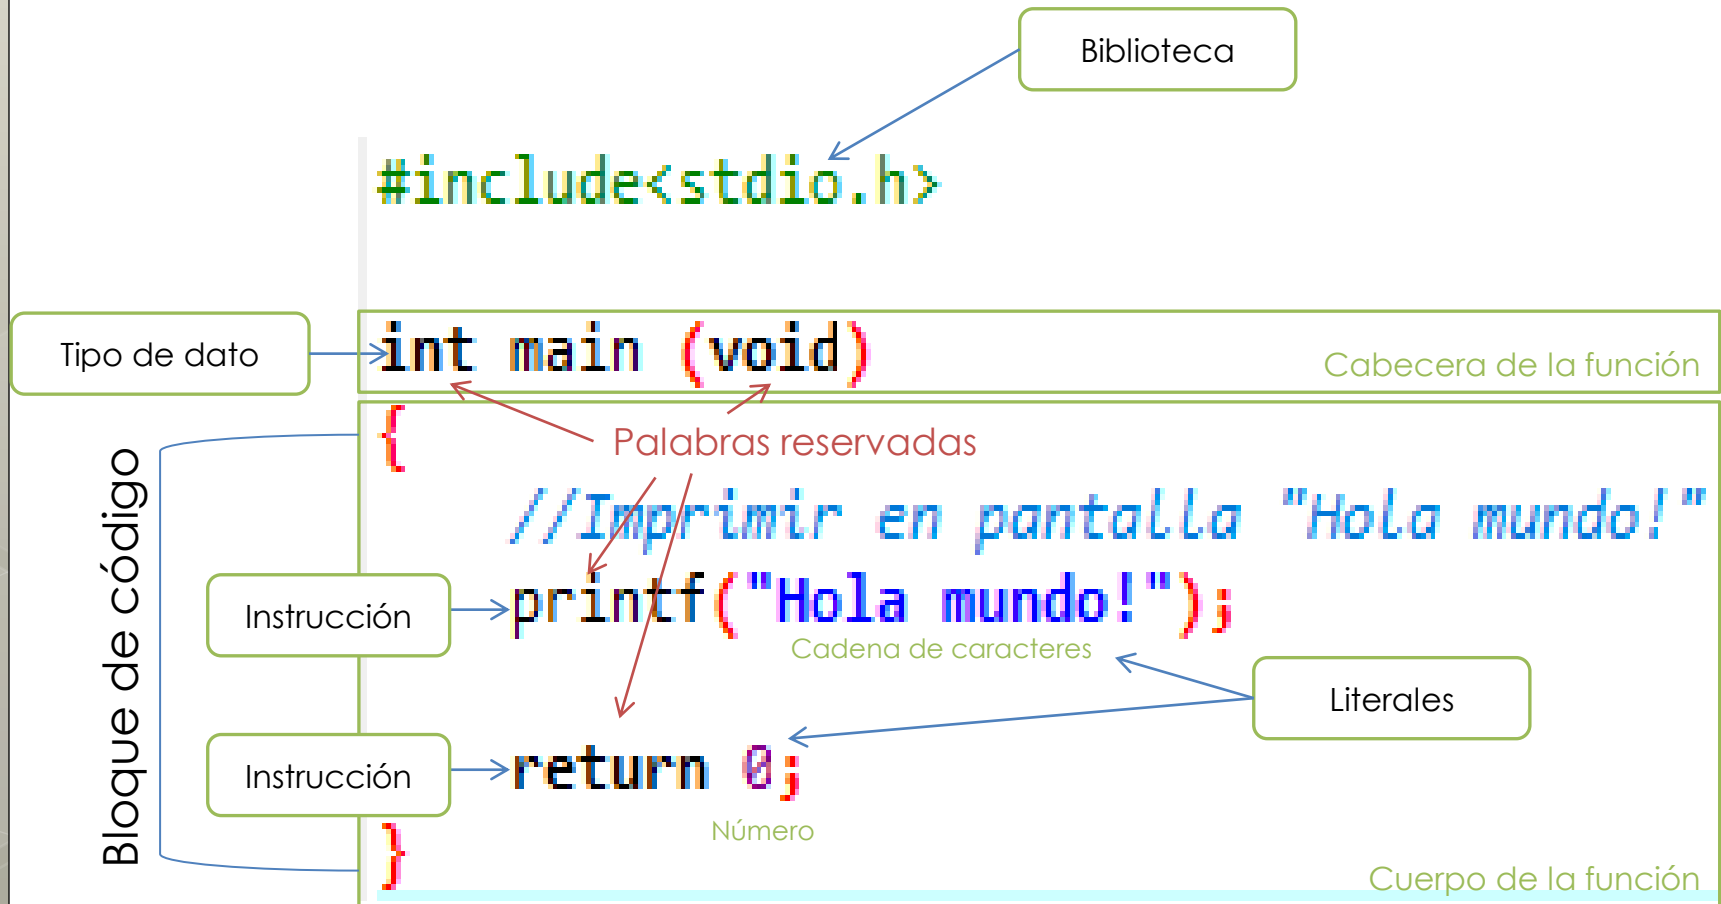 Biblioteca
#include<stdio.h>
Tipo de dato
int main (void)
Cabecera de la función
{
Palabras reservadas
Bloque de código
//Imprimir en pantalla "Hola mundo!"
Instrucción
printf("Hola mundo!");
Cadena de caracteres
Literales
Instrucción
return 0;
Número
}
Cuerpo de la función